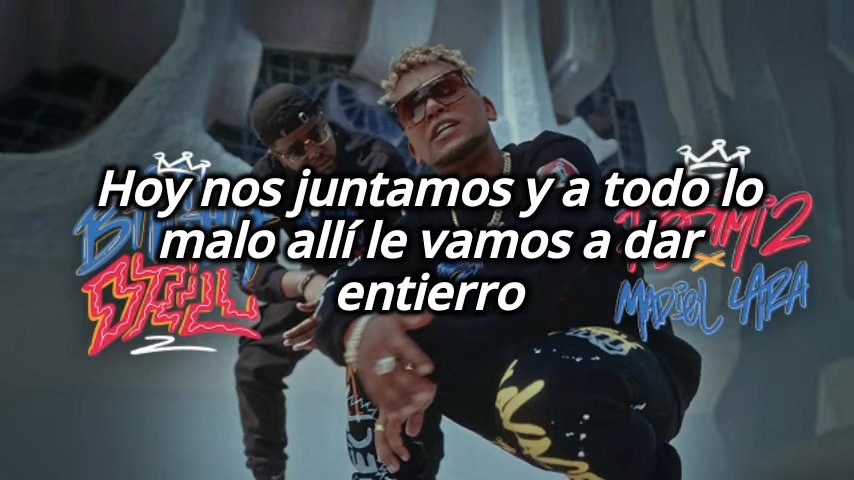 Hoy nos juntamos y a todo lo
malo allí le vamos a dar
entierro
x
MADIEL LARA